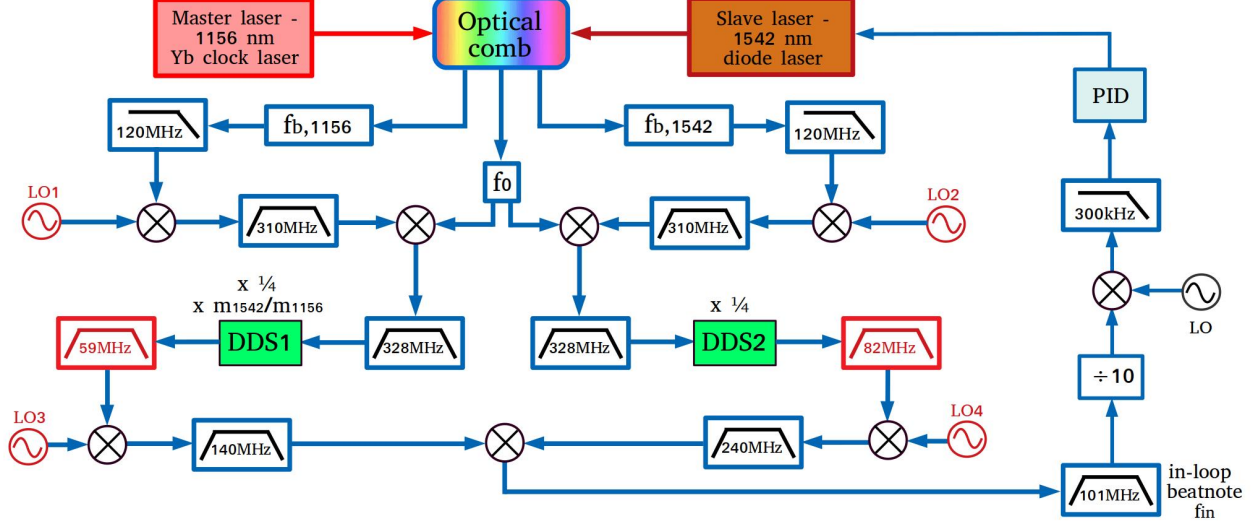 Master laser -
1156 nm
Yb clock laser
Optical
comb
Slave laser -
1542 nm
diode laser
PID
120MHz
fb,1156
fb,1542
120MHz
f0
LO1
310MHz
310MHz
LO2
300kHz
LO
x ¼
x m1542/m1156
x ¼
59MHz
DDS1
328MHz
328MHz
DDS2
82MHz
÷10
LO3
140MHz
240MHz
LO4
101MHz
in-loop
beatnote
fin